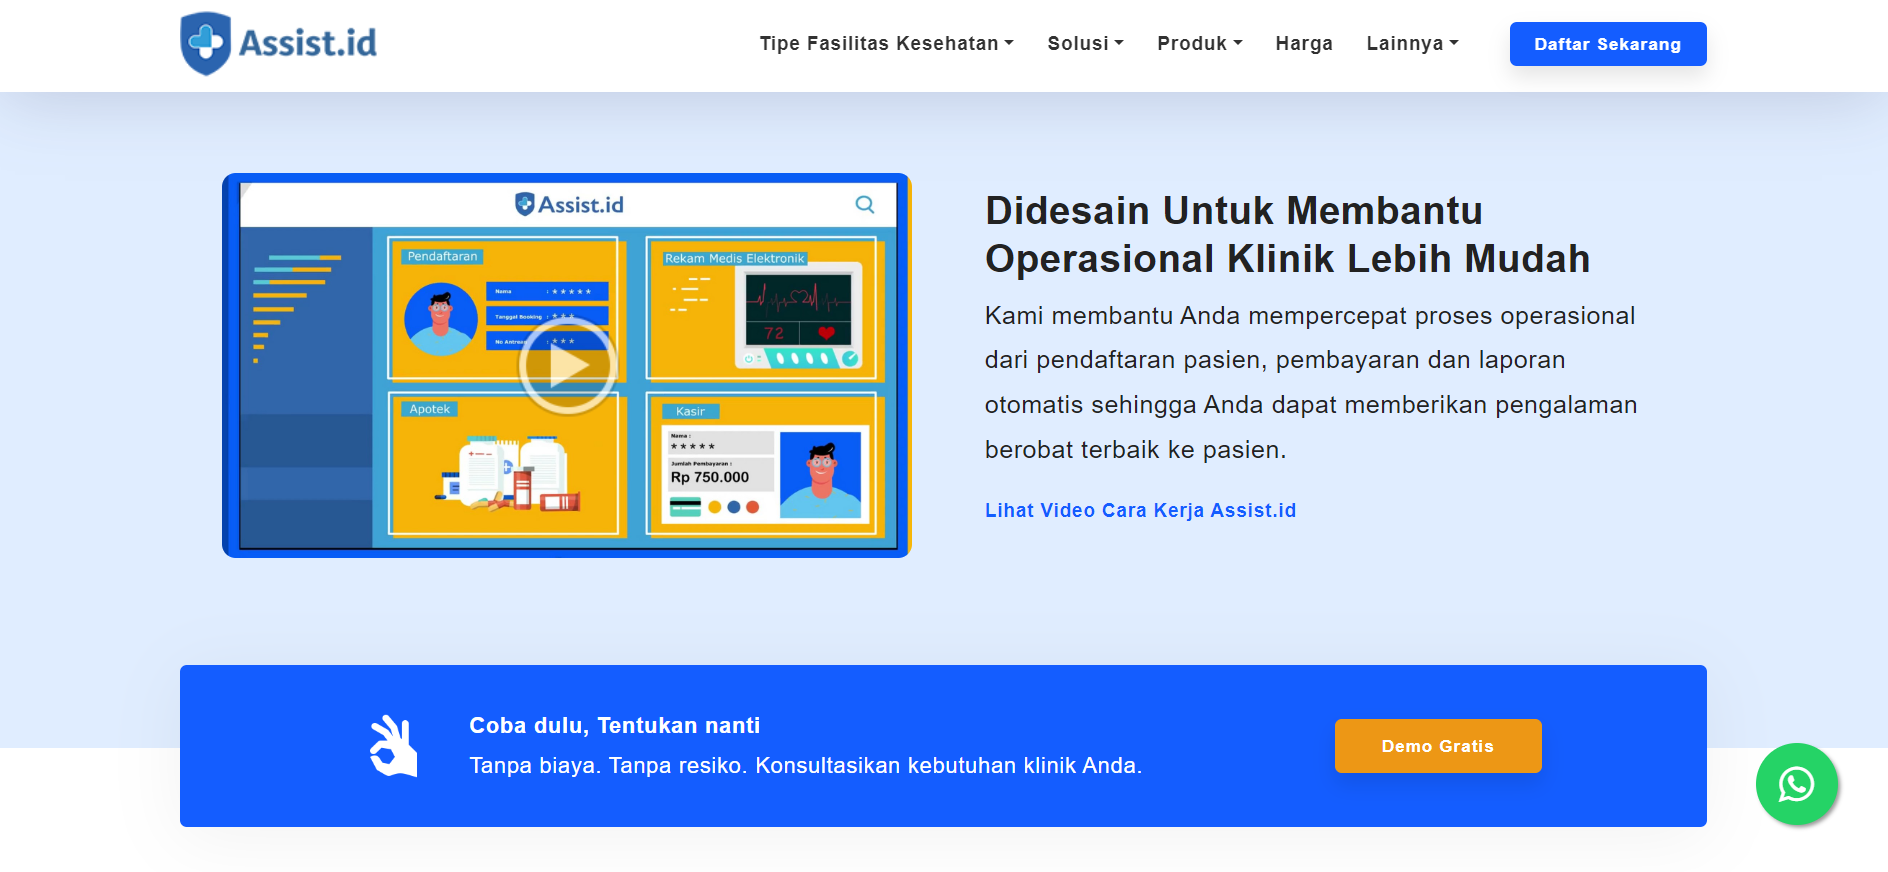 Assist.id
Tipe Fasilitas Kesehatan
Solusi
Produk
Harga
Lainnya
Daftar Sekarang
Assist.id
Pendaftaran
Nama : * * * * *
Tanggal Booking : * * *
No Antrean : * * *
Rekam Medis Elektronik
72
Apotek
Kasir
Nama :
* * * * *
Jumlah Pembayaran :
Rp 750.000
Didesain Untuk Membantu
Operasional Klinik Lebih Mudah
Kami membantu Anda mempercepat proses operasional
dari pendaftaran pasien, pembayaran dan laporan
otomatis sehingga Anda dapat memberikan pengalaman
berobat terbaik ke pasien.
Lihat Video Cara Kerja Assist.id
Coba dulu, Tentukan nanti
Tanpa biaya. Tanpa resiko. Konsultasikan kebutuhan klinik Anda.
Demo Gratis